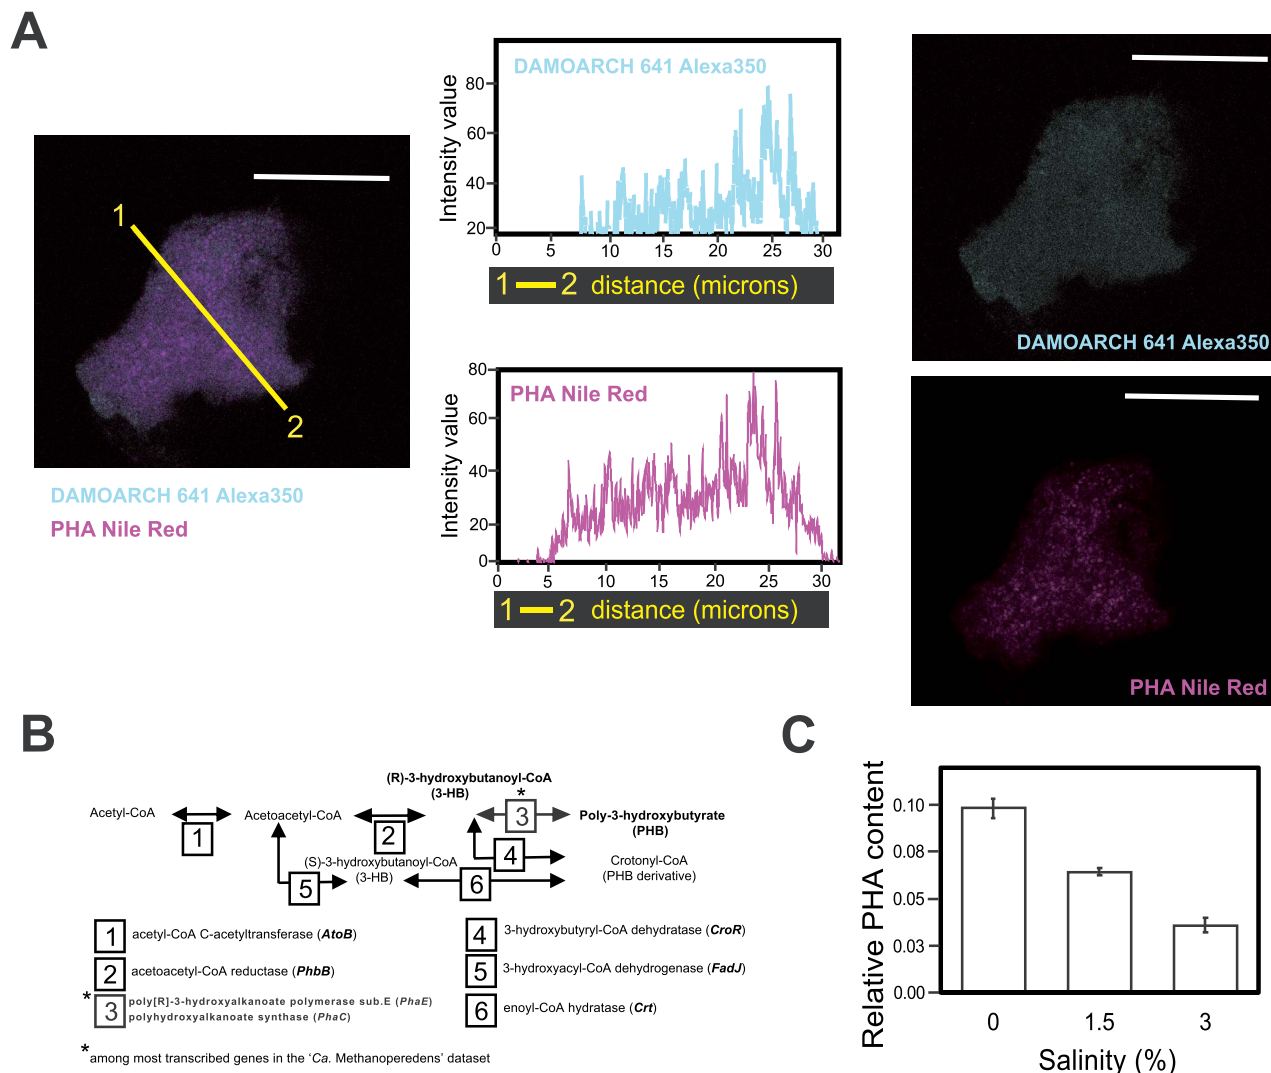 A
1
2
DAMOARCH 641 Alexa350
PHA Nile Red
DAMOARCH 641 Alexa350
Intensity value
80
60
40
20
0 5 10 15 20 25 30
1 2 distance (microns)
PHA Nile Red
Intensity value
80
60
40
20
0
0 5 10 15 20 25 30
1 2 distance (microns)
DAMOARCH 641 Alexa350
PHA Nile Red
B
Acetyl-CoA
1
Acetoacetyl-CoA
2
(R)-3-hydroxybutanoyl-CoA
(3-HB)
*
3
Poly-3-hydroxybutyrate
(PHB)
4
Crotonyl-CoA
(PHB derivative)
5
(S)-3-hydroxybutanoyl-CoA
(3-HB)
6
1 acetyl-CoA C-acetyltransferase (AtoB)
2 acetoacetyl-CoA reductase (PhbB)
* 3 poly[R]-3-hydroxyalkanoate polymerase sub.E (PhaE)
polyhydroxyalkanoate synthase (PhaC)
4 3-hydroxybutyryl-CoA dehydratase (CroR)
5 3-hydroxyacyl-CoA dehydrogenase (FadJ)
6 enoyl-CoA hydratase (Crt)
*among most transcribed genes in the ‘Ca. Methanoperedens’ dataset
C
Relative PHA content
0.10
0.08
0.05
0.03
0.00
0 1.5 3
Salinity (%)